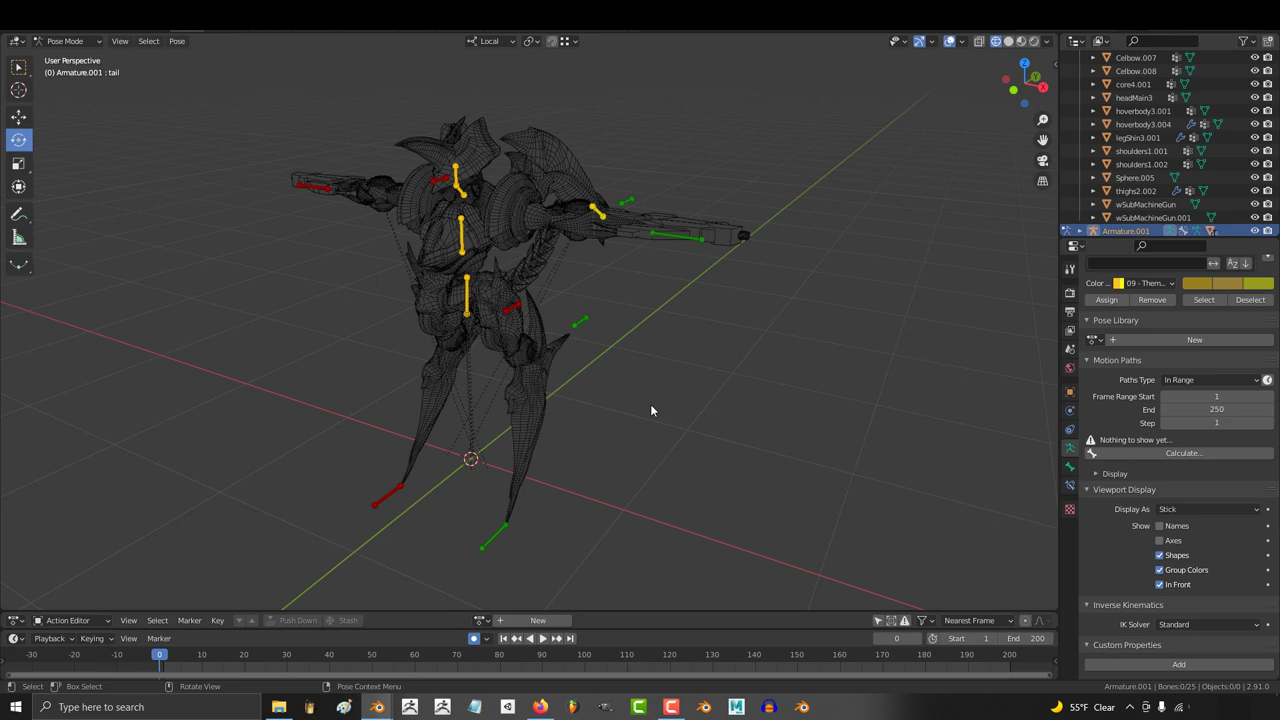 Pose Mode View Select Pose Local
User Perspective
(0) Armature.001 : tail
Z
Y
X
Celbow.007
Celbow.008
core4.001
headMain3
hoverbody3.001
hoverbody3.004
legShin3.001
shoulders1.001
shoulders1.002
Sphere.005
thighs2.002
wSubMachineGun
wSubMachineGun.001
Armature.001
Color ... 09 - Them...
Assign Remove Select Deselect
Pose Library
New
Motion Paths
Paths Type In Range
Frame Range Start 1
End 250
Step 1
Nothing to show yet...
Calculate...
Display
Viewport Display
Display As Stick
Show Names
Axes
Shapes
Group Colors
In Front
Inverse Kinematics
IK Solver Standard
Custom Properties
Add
Action Editor View Select Marker Key Push Down Stash New Nearest Frame
Playback Keying View Marker 0 Start 1 End 200
-30 -20 -10 0 10 20 30 40 50 60 70 80 90 100 110 120 130 140 150 160 170 180 190 200
Select Box Select Rotate View Pose Context Menu Armature.001 | Bones:0/25 | Objects:0/0 | 2.91.0
Type here to search 55°F Clear